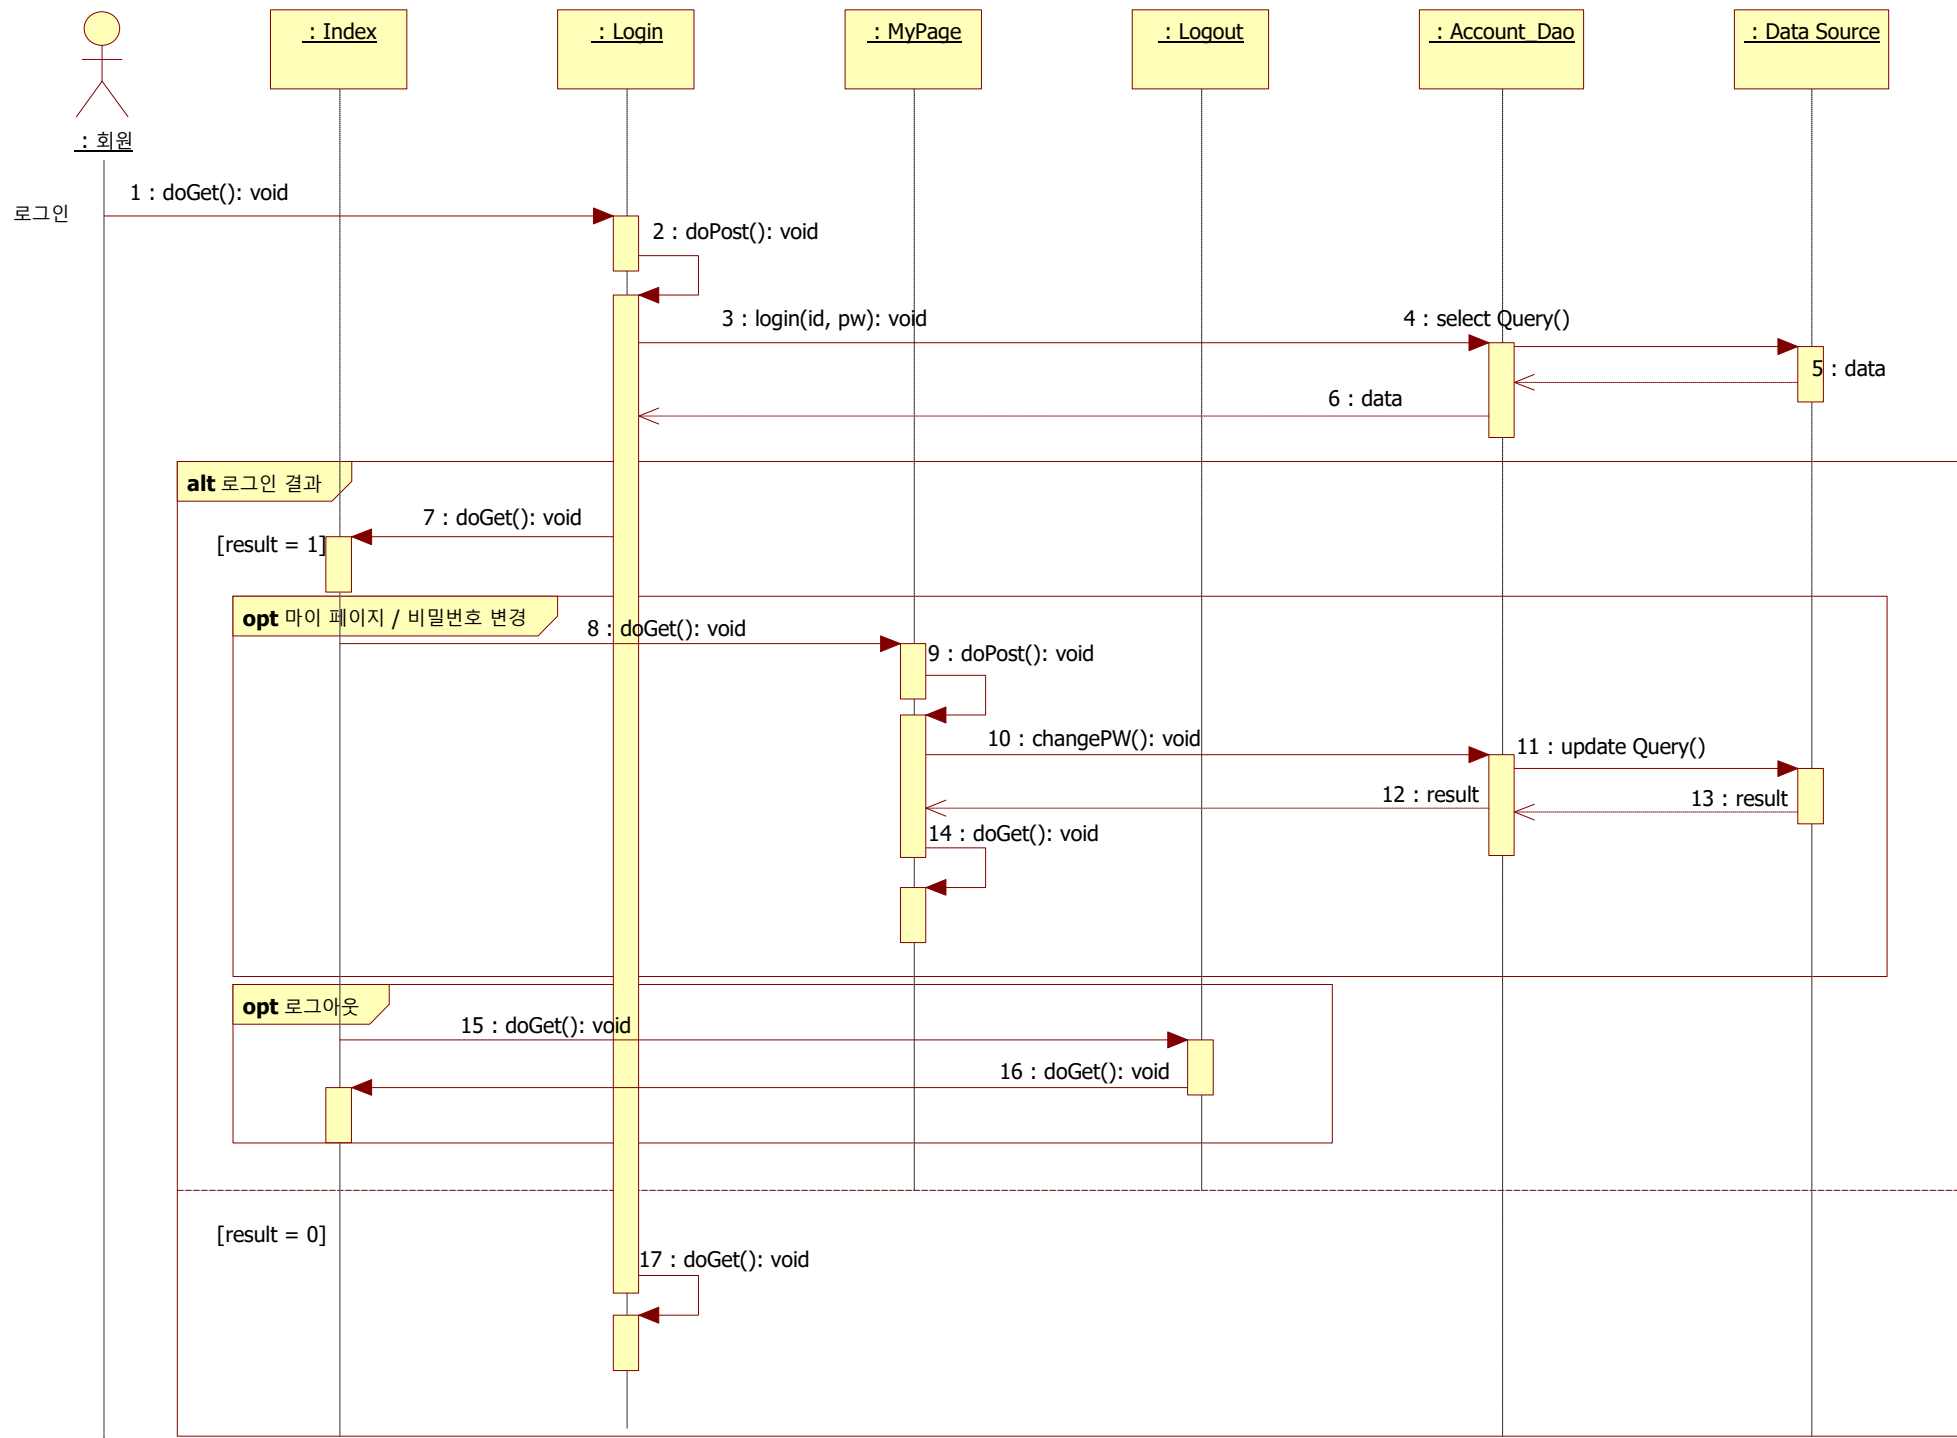 : Index
: Login
: MyPage
: Logout
: Account_Dao
: Data Source
: 회원
로그인
1 : doGet(): void
2 : doPost(): void
3 : login(id, pw): void
4 : select Query()
5 : data
6 : data
alt 로그인 결과
7 : doGet(): void
[result = 1]
opt 마이 페이지 / 비밀번호 변경
8 : doGet(): void
9 : doPost(): void
10 : changePW(): void
11 : update Query()
12 : result
13 : result
14 : doGet(): void
opt 로그아웃
15 : doGet(): void
16 : doGet(): void
[result = 0]
17 : doGet(): void